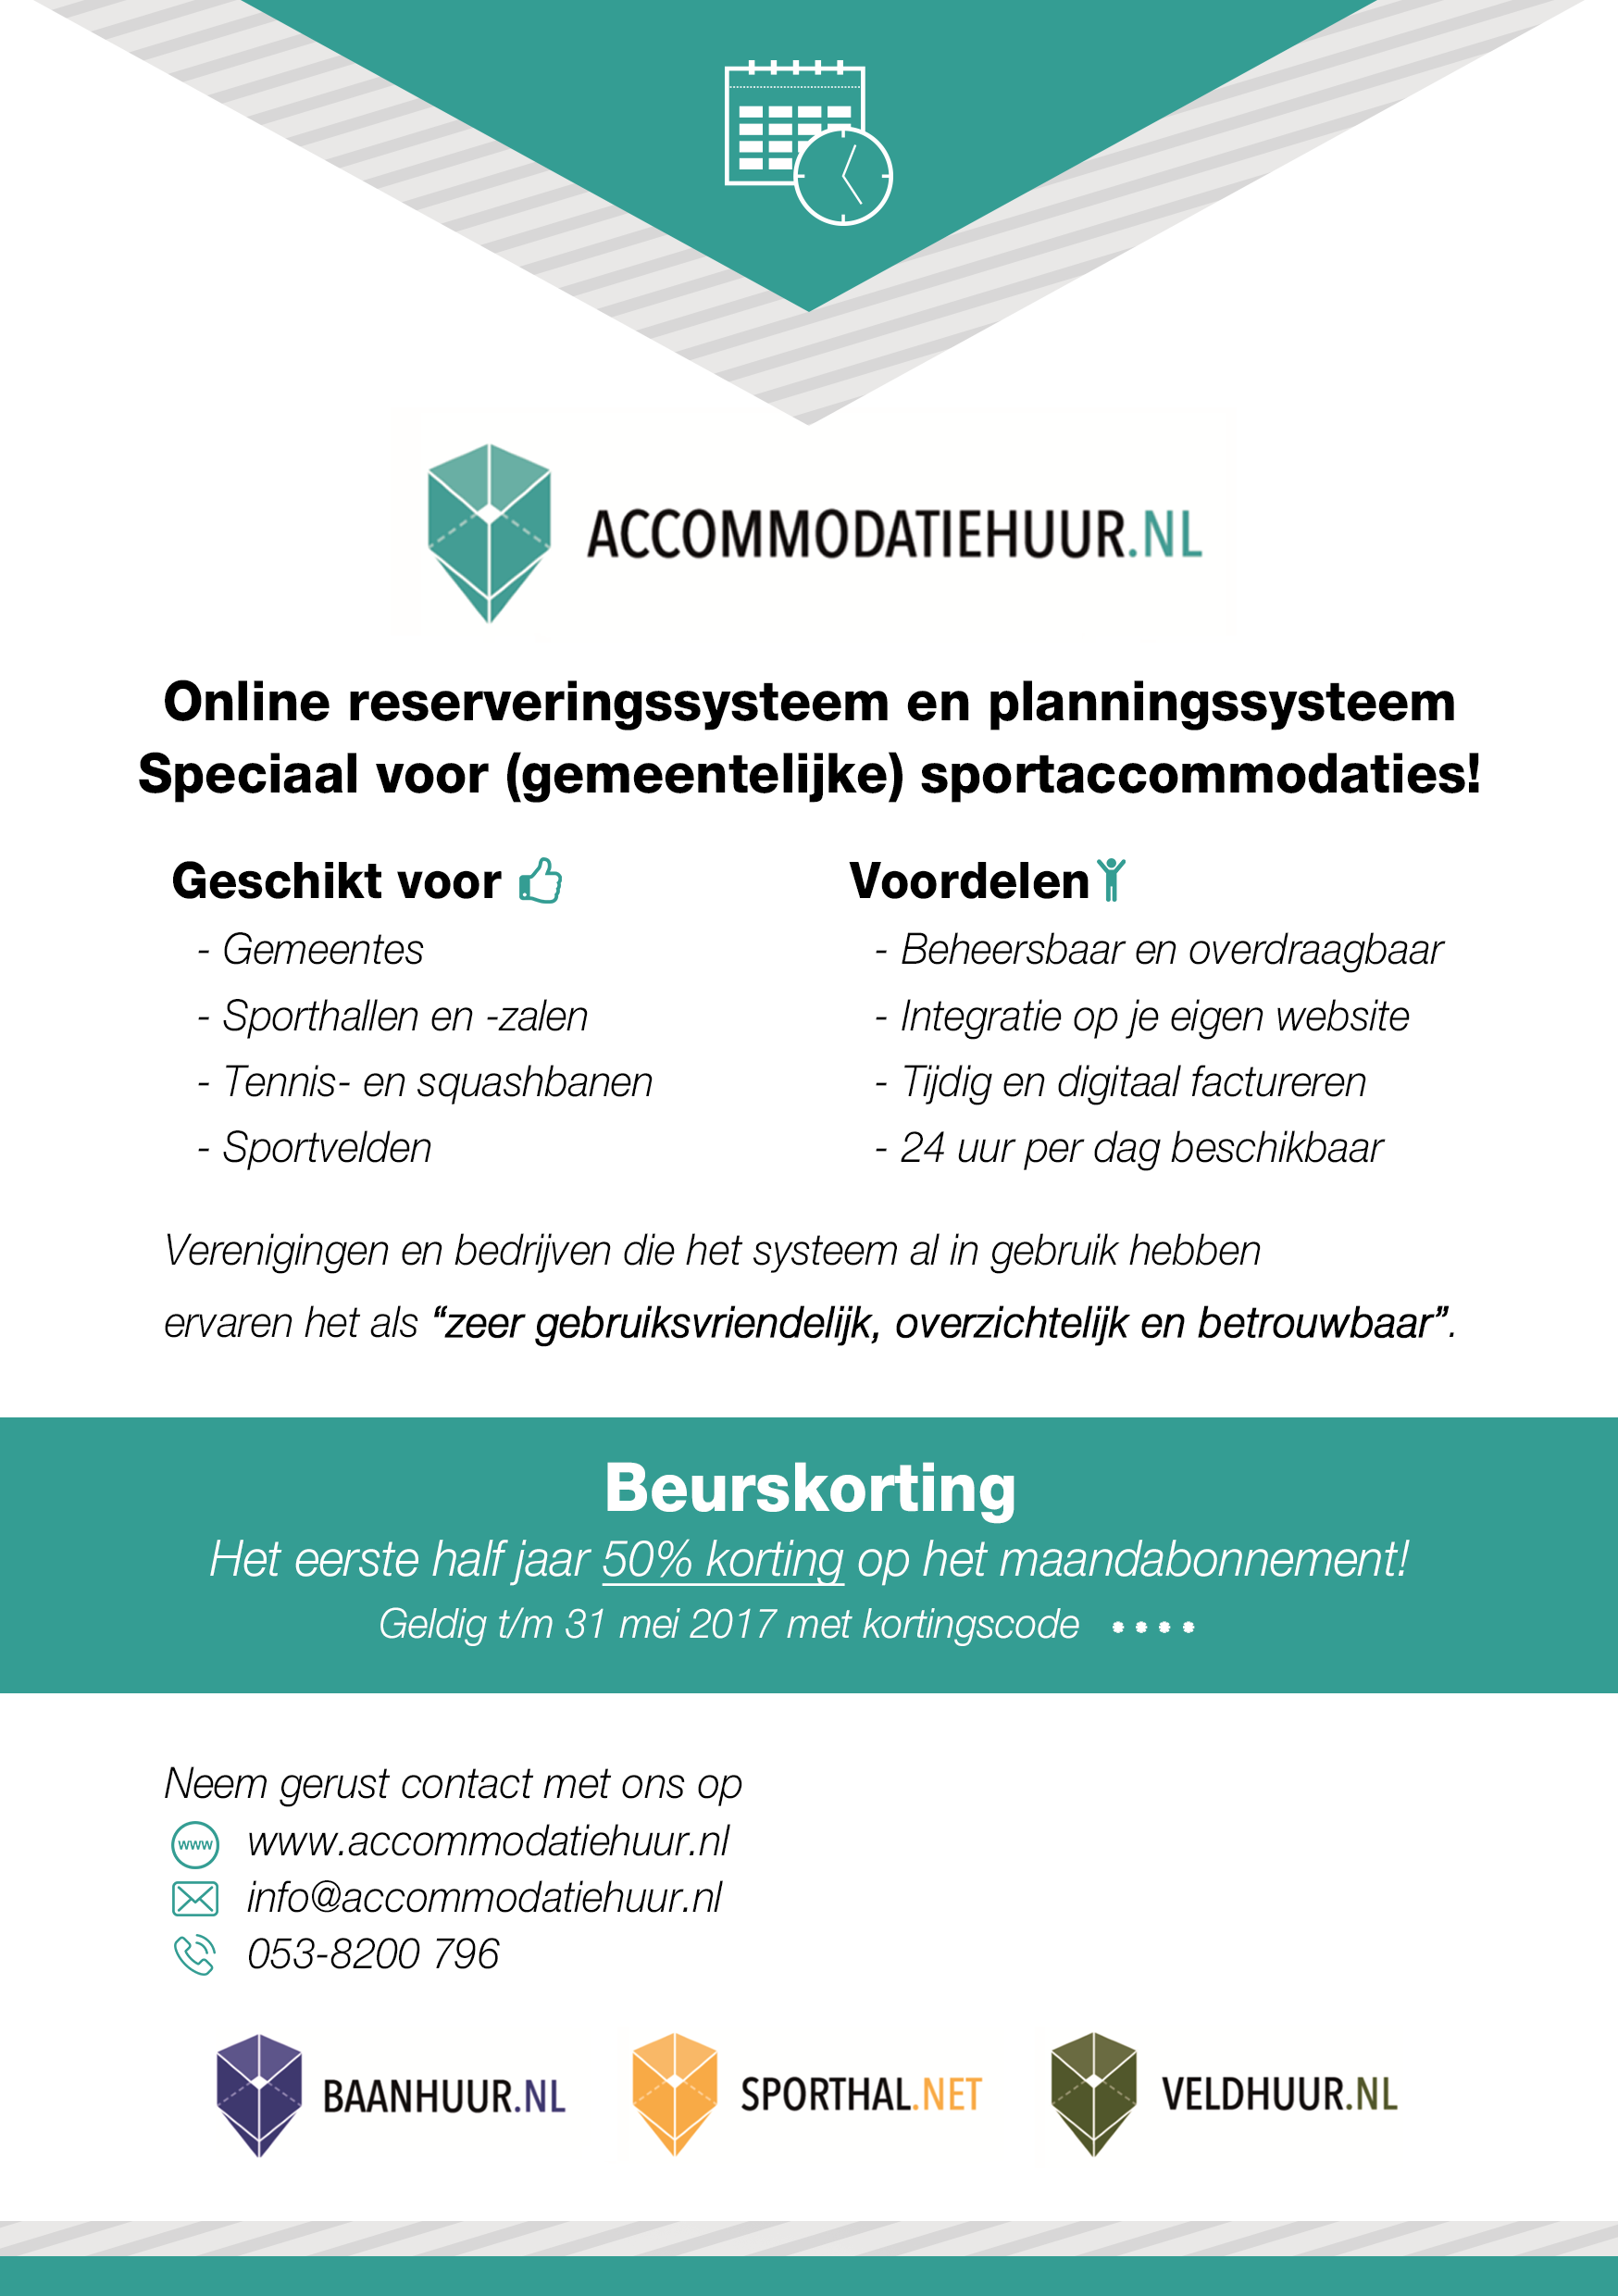 ACCOMMODATIEHUUR.NL
Online reserveringssysteem en planningssysteem
Speciaal voor (gemeentelijke) sportaccommodaties!
Geschikt voor
- Gemeentes
- Sporthallen en -zalen
- Tennis- en squashbanen
- Sportvelden
Voordelen
- Beheersbaar en overdraagbaar
- Integratie op je eigen website
- Tijdig en digitaal factureren
- 24 uur per dag beschikbaar
Verenigingen en bedrijven die het systeem al in gebruik hebben
ervaren het als “zeer gebruiksvriendelijk, overzichtelijk en betrouwbaar”.
Beurskorting
Het eerste half jaar 50% korting op het maandabonnement!
Geldig t/m 31 mei 2017 met kortingscode ••••
Neem gerust contact met ons op
www www.accommodatiehuur.nl
info@accommodatiehuur.nl
053-8200 796
BAANHUUR.NL SPORTHAL.NET VELDHUUR.NL